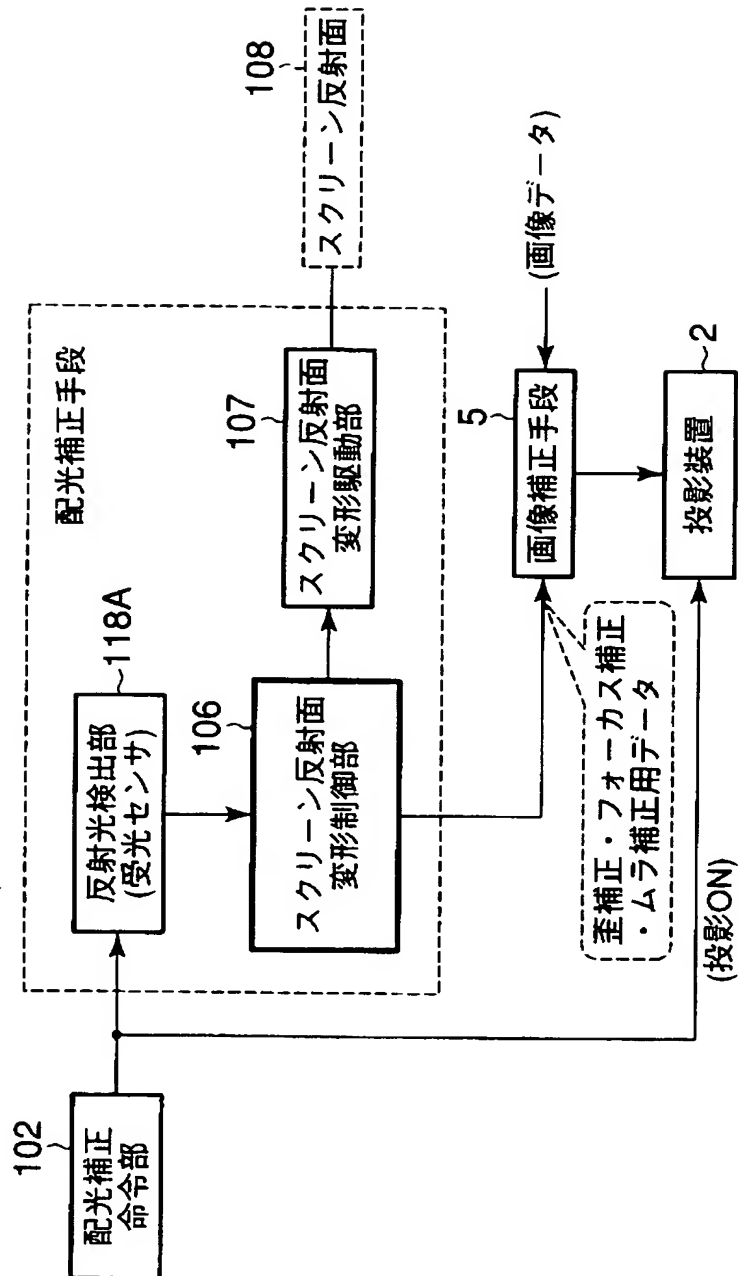 102
配光補正
命令部
配光補正手段
118A
反射光検出部
(受光センサ)
106
スクリーン反射面
変形制御部
107
スクリーン反射面
変形駆動部
108
スクリーン反射面
歪補正・フォーカス補正
・ムラ補正用データ
5
画像補正手段
(画像データ)
(投影ON)
2
投影装置